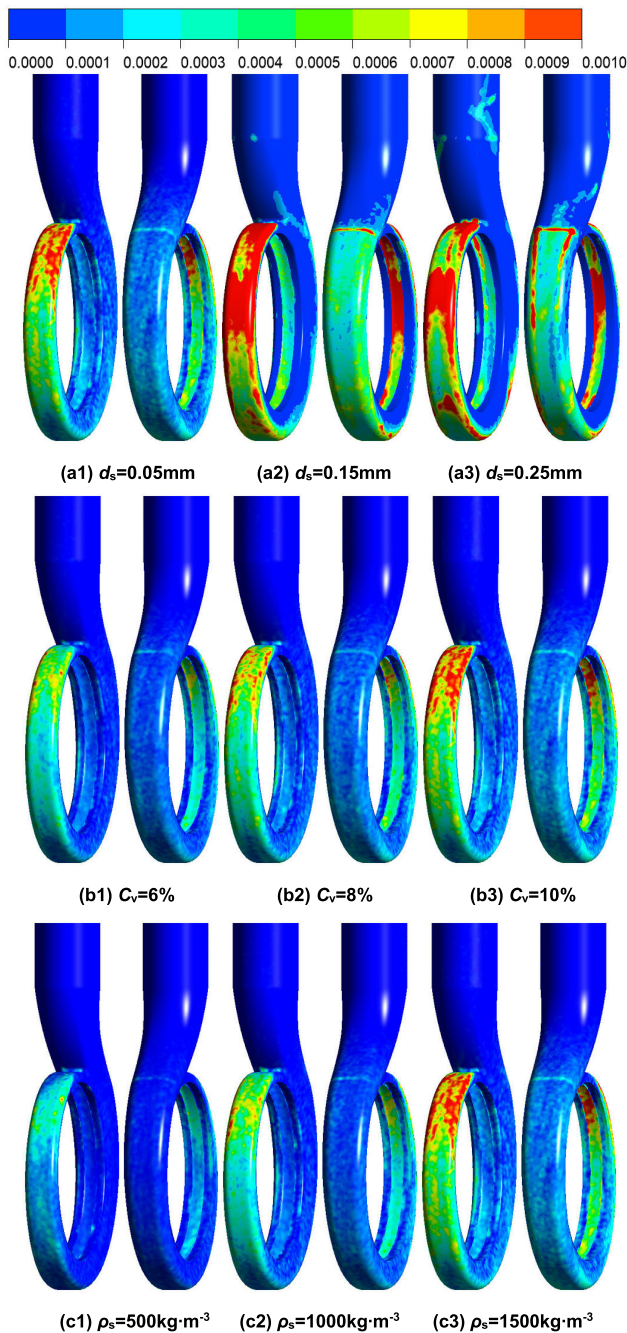 0.0000 0.0001 0.0002 0.0003 0.0004 0.0005 0.0006 0.0007 0.0008 0.0009 0.0010
(a1) dₛ=0.05mm (a2) dₛ=0.15mm (a3) dₛ=0.25mm
(b1) Cᵥ=6% (b2) Cᵥ=8% (b3) Cᵥ=10%
(c1) ρₛ=500kg·m⁻³ (c2) ρₛ=1000kg·m⁻³ (c3) ρₛ=1500kg·m⁻³